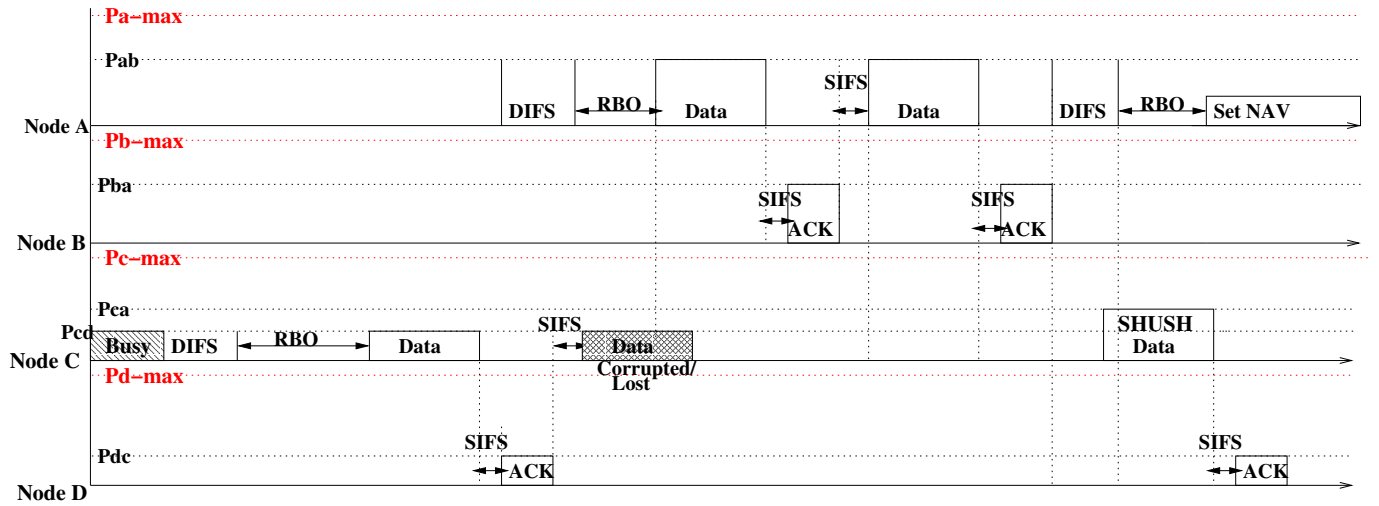 Pa-max
Pab
SIFS
DIFS RBO Data Data DIFS RBO Set NAV
Node A
Pb-max
Pba
SIFS SIFS
ACK ACK
Node B
Pc-max
Pca
Pcd SIFS SHUSH
Busy DIFS RBO Data Data Data
Node C
Corrupted/
Lost
Pd-max
SIFS SIFS
Pdc
ACK ACK
Node D